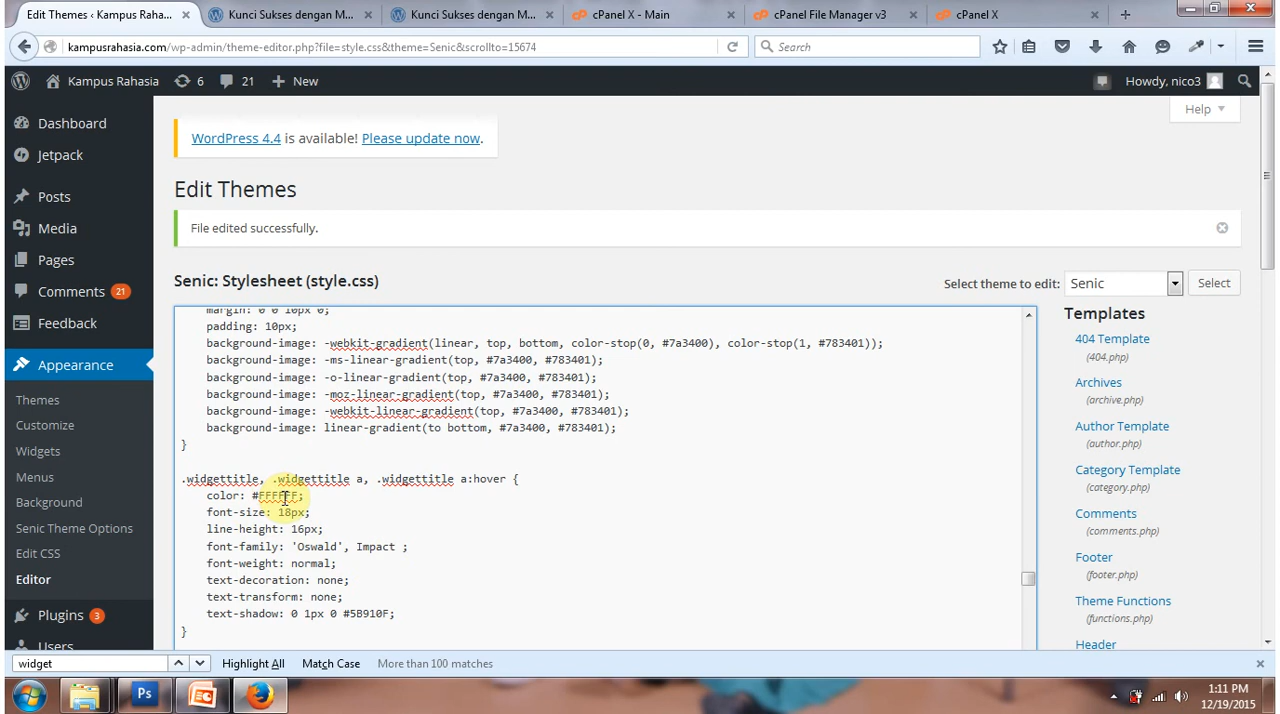 Edit Themes ‹ Kampus Raha...
Kunci Sukses dengan M...
Kunci Sukses dengan M...
cPanel X - Main
cPanel File Manager v3
cPanel X
kampusrahasia.com/wp-admin/theme-editor.php?file=style.css&theme=Senic&scrollto=15674
Search
Kampus Rahasia
6
21
New
Howdy, nico3
Help
Dashboard
Jetpack
Posts
Media
Pages
Comments 21
Feedback
Appearance
Themes
Customize
Widgets
Menus
Background
Senic Theme Options
Edit CSS
Editor
Plugins 3
Users
WordPress 4.4 is available! Please update now.
Edit Themes
File edited successfully.
Senic: Stylesheet (style.css)
Select theme to edit: Senic Select
margin: 0 0 10px 0;
padding: 10px;
background-image: -webkit-gradient(linear, top, bottom, color-stop(0, #7a3400), color-stop(1, #783401));
background-image: -ms-linear-gradient(top, #7a3400, #783401);
background-image: -o-linear-gradient(top, #7a3400, #783401);
background-image: -moz-linear-gradient(top, #7a3400, #783401);
background-image: -webkit-linear-gradient(top, #7a3400, #783401);
background-image: linear-gradient(to bottom, #7a3400, #783401);
}
.widgettitle, .widgettitle a, .widgettitle a:hover {
color: #FFFFFF;
font-size: 18px;
line-height: 16px;
font-family: 'Oswald', Impact ;
font-weight: normal;
text-decoration: none;
text-transform: none;
text-shadow: 0 1px 0 #5B910F;
}
Templates
404 Template
(404.php)
Archives
(archive.php)
Author Template
(author.php)
Category Template
(category.php)
Comments
(comments.php)
Footer
(footer.php)
Theme Functions
(functions.php)
Header
widget
Highlight All
Match Case
More than 100 matches
Ps
1:11 PM
12/19/2015